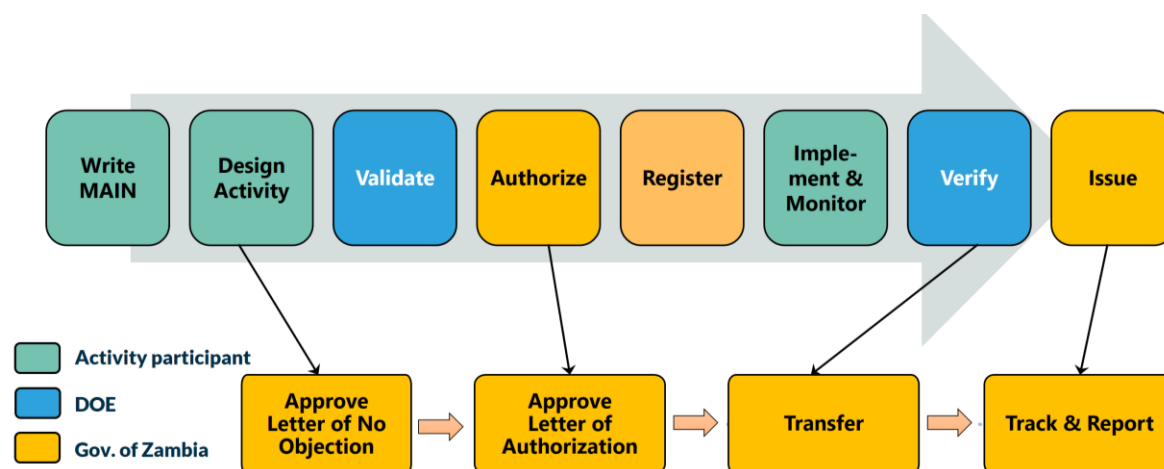 Write
MAIN
Design
Activity
Validate
Authorize
Register
Imple-
ment &
Monitor
Verify
Issue
Activity participant
DOE
Gov. of Zambia
Approve
Letter of No
Objection
Approve
Letter of
Authorization
Transfer
Track & Report